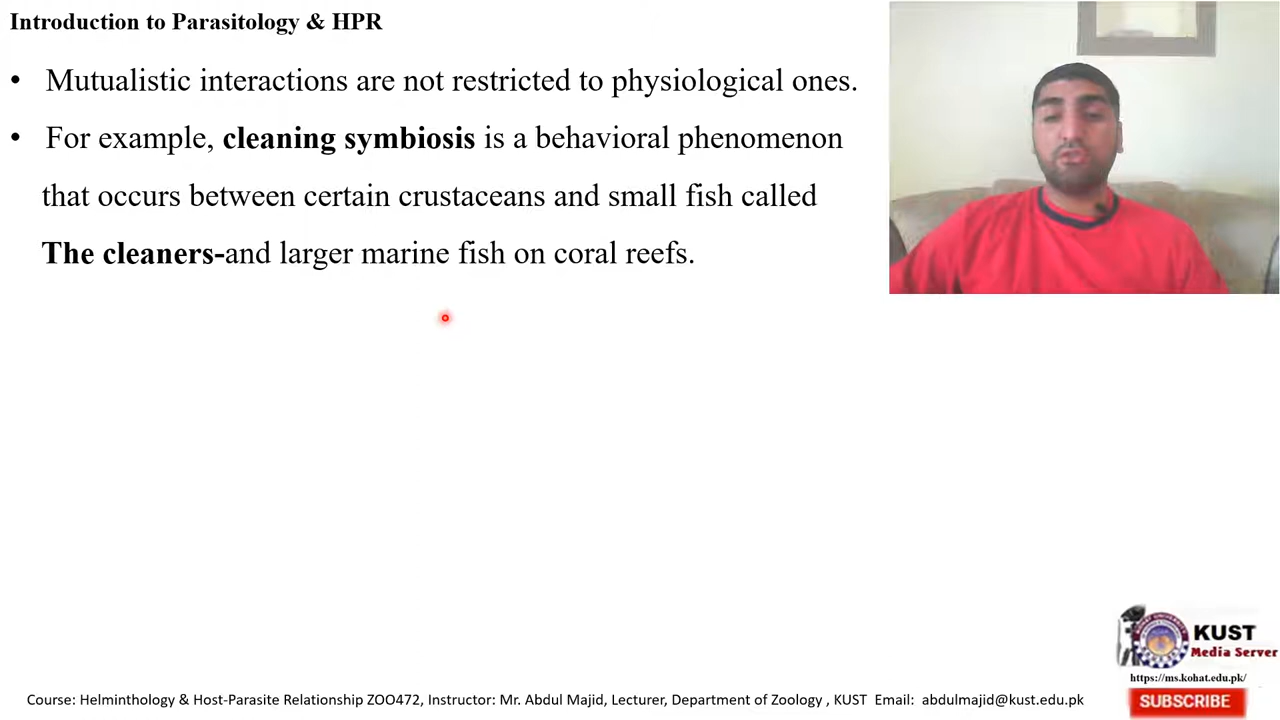 Introduction to Parasitology & HPR
• Mutualistic interactions are not restricted to physiological ones.
• For example, cleaning symbiosis is a behavioral phenomenon
that occurs between certain crustaceans and small fish called
The cleaners-and larger marine fish on coral reefs.
KUST
Media Server
https://ms.kohat.edu.pk/
SUBSCRIBE
Course: Helminthology & Host-Parasite Relationship ZOO472, Instructor: Mr. Abdul Majid, Lecturer, Department of Zoology , KUST Email: abdulmajid@kust.edu.pk